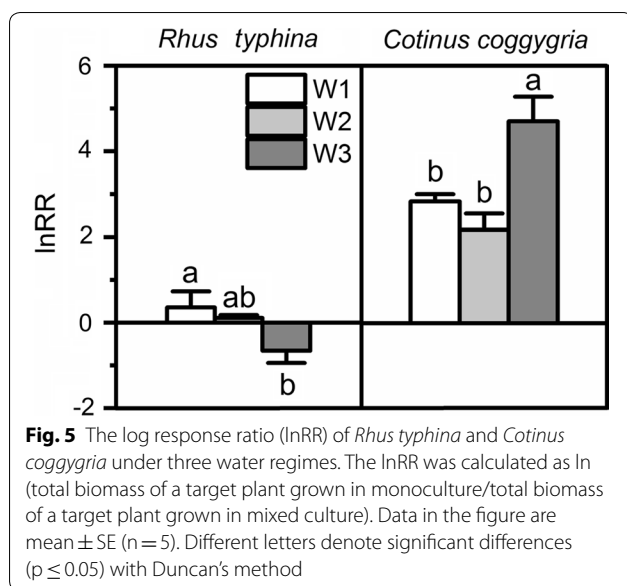 Rhus typhina Cotinus coggygria
6
4
2
0
-2
lnRR
W1
W2
W3
a
ab
b
b
b
a
Fig. 5 The log response ratio (lnRR) of Rhus typhina and Cotinus
coggygria under three water regimes. The lnRR was calculated as ln
(total biomass of a target plant grown in monoculture/total biomass
of a target plant grown in mixed culture). Data in the figure are
mean ± SE (n = 5). Different letters denote significant differences
(p ≤ 0.05) with Duncan's method